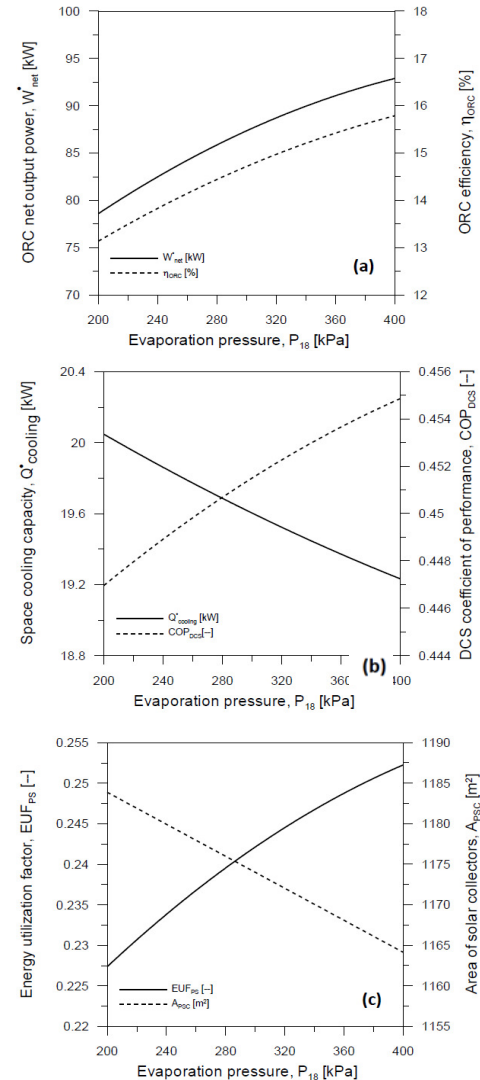 ORC net output power, W•net [kW]
100
95
90
85
80
75
70
18
17
16
15
14
13
12
ORC efficiency, ηORC [%]
W•net [kW]
ηORC [%]
(a)
200 240 280 320 360 400
Evaporation pressure, P18 [kPa]
Space cooling capacity, Q•cooling [kW]
20.4
20
19.6
19.2
18.8
0.456
0.454
0.452
0.45
0.448
0.446
0.444
DCS coefficient of performance, COPDCS [--]
Q•cooling [kW]
COPDCS[--]
(b)
200 240 280 320 360 400
Evaporation pressure, P18 [kPa]
Energy utilization factor, EUFPS [--]
0.255
0.25
0.245
0.24
0.235
0.23
0.225
0.22
1190
1185
1180
1175
1170
1165
1160
1155
Area of solar collectors, APSC [m²]
EUFPS [--]
APSC [m²]
(c)
200 240 280 320 360 400
Evaporation pressure, P18 [kPa]